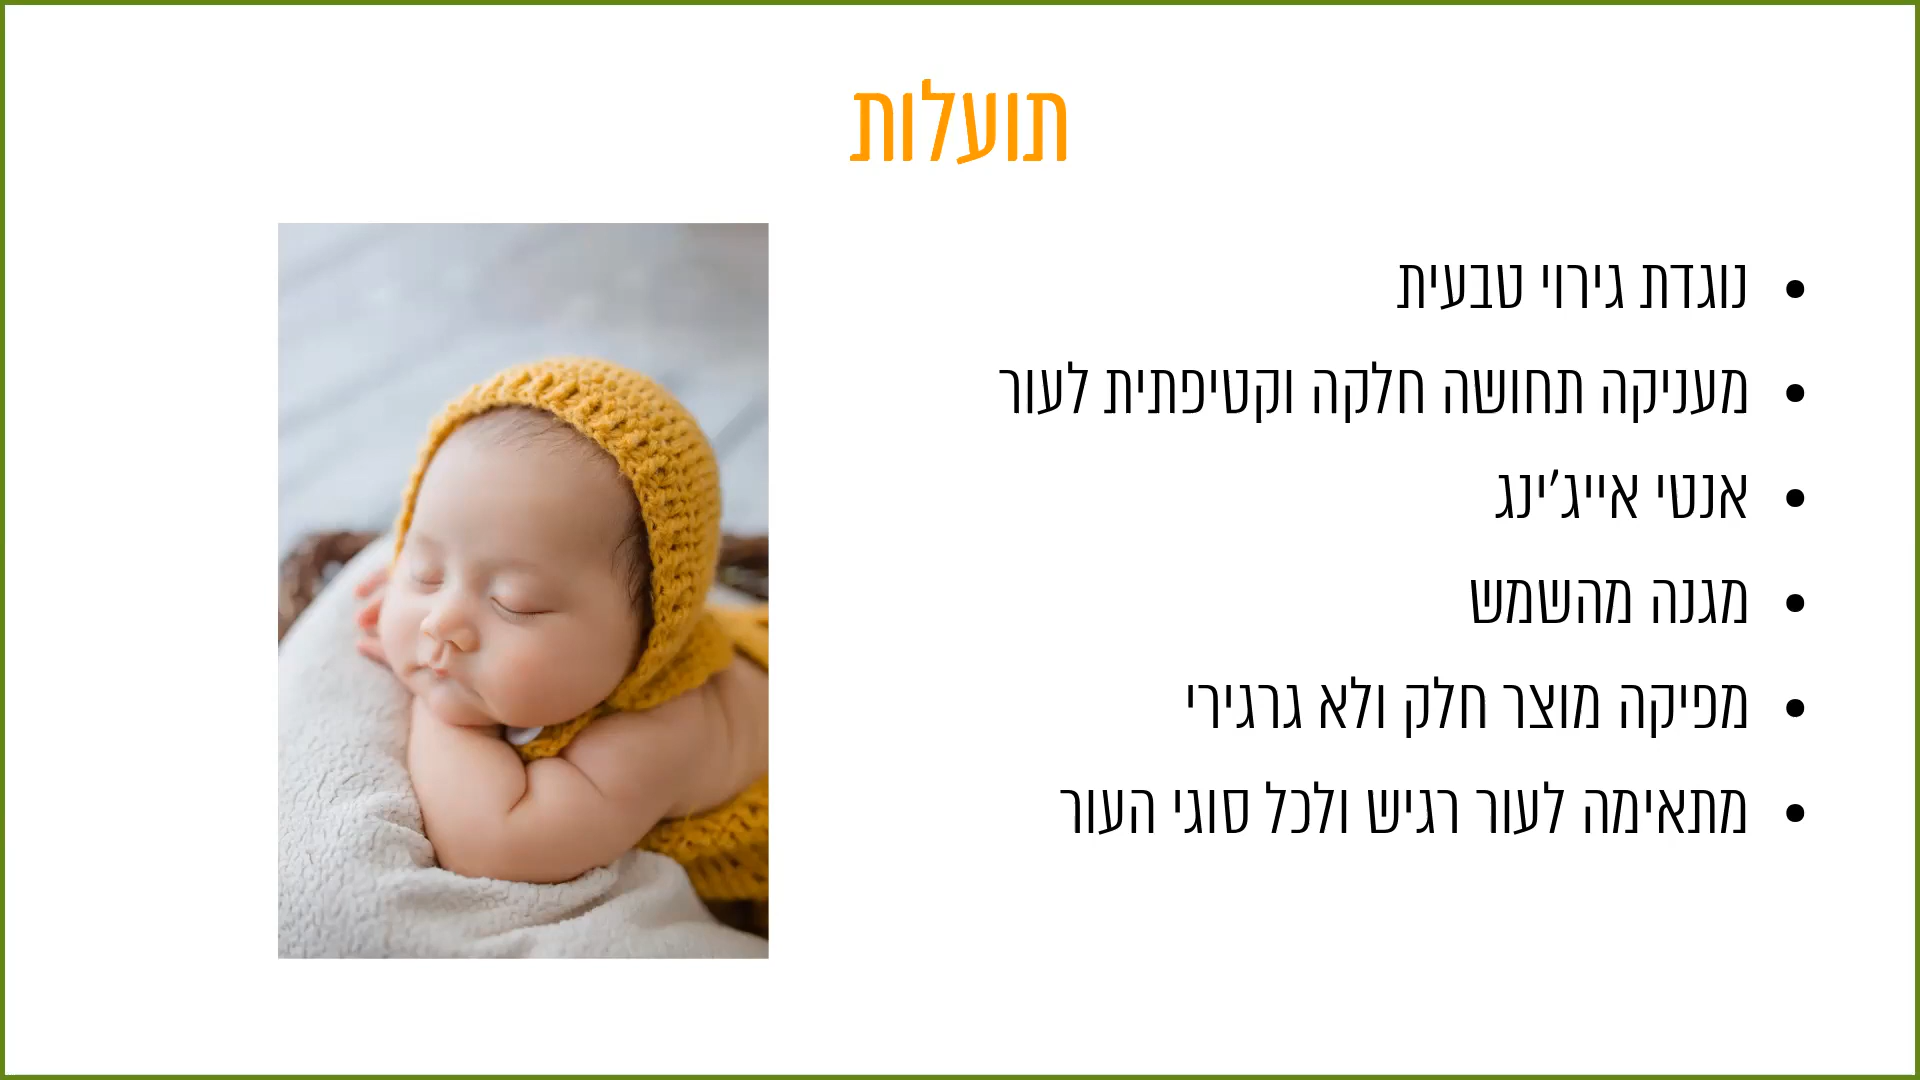 תועלות
• נוגדת גירוי טבעית
• מעניקה תחושה חלקה וקטיפתית לעור
• אנטי אייג'ינג
• מגנה מהשמש
• מפיקה מוצר חלק ולא גרגירי
• מתאימה לעור רגיש ולכל סוגי העור